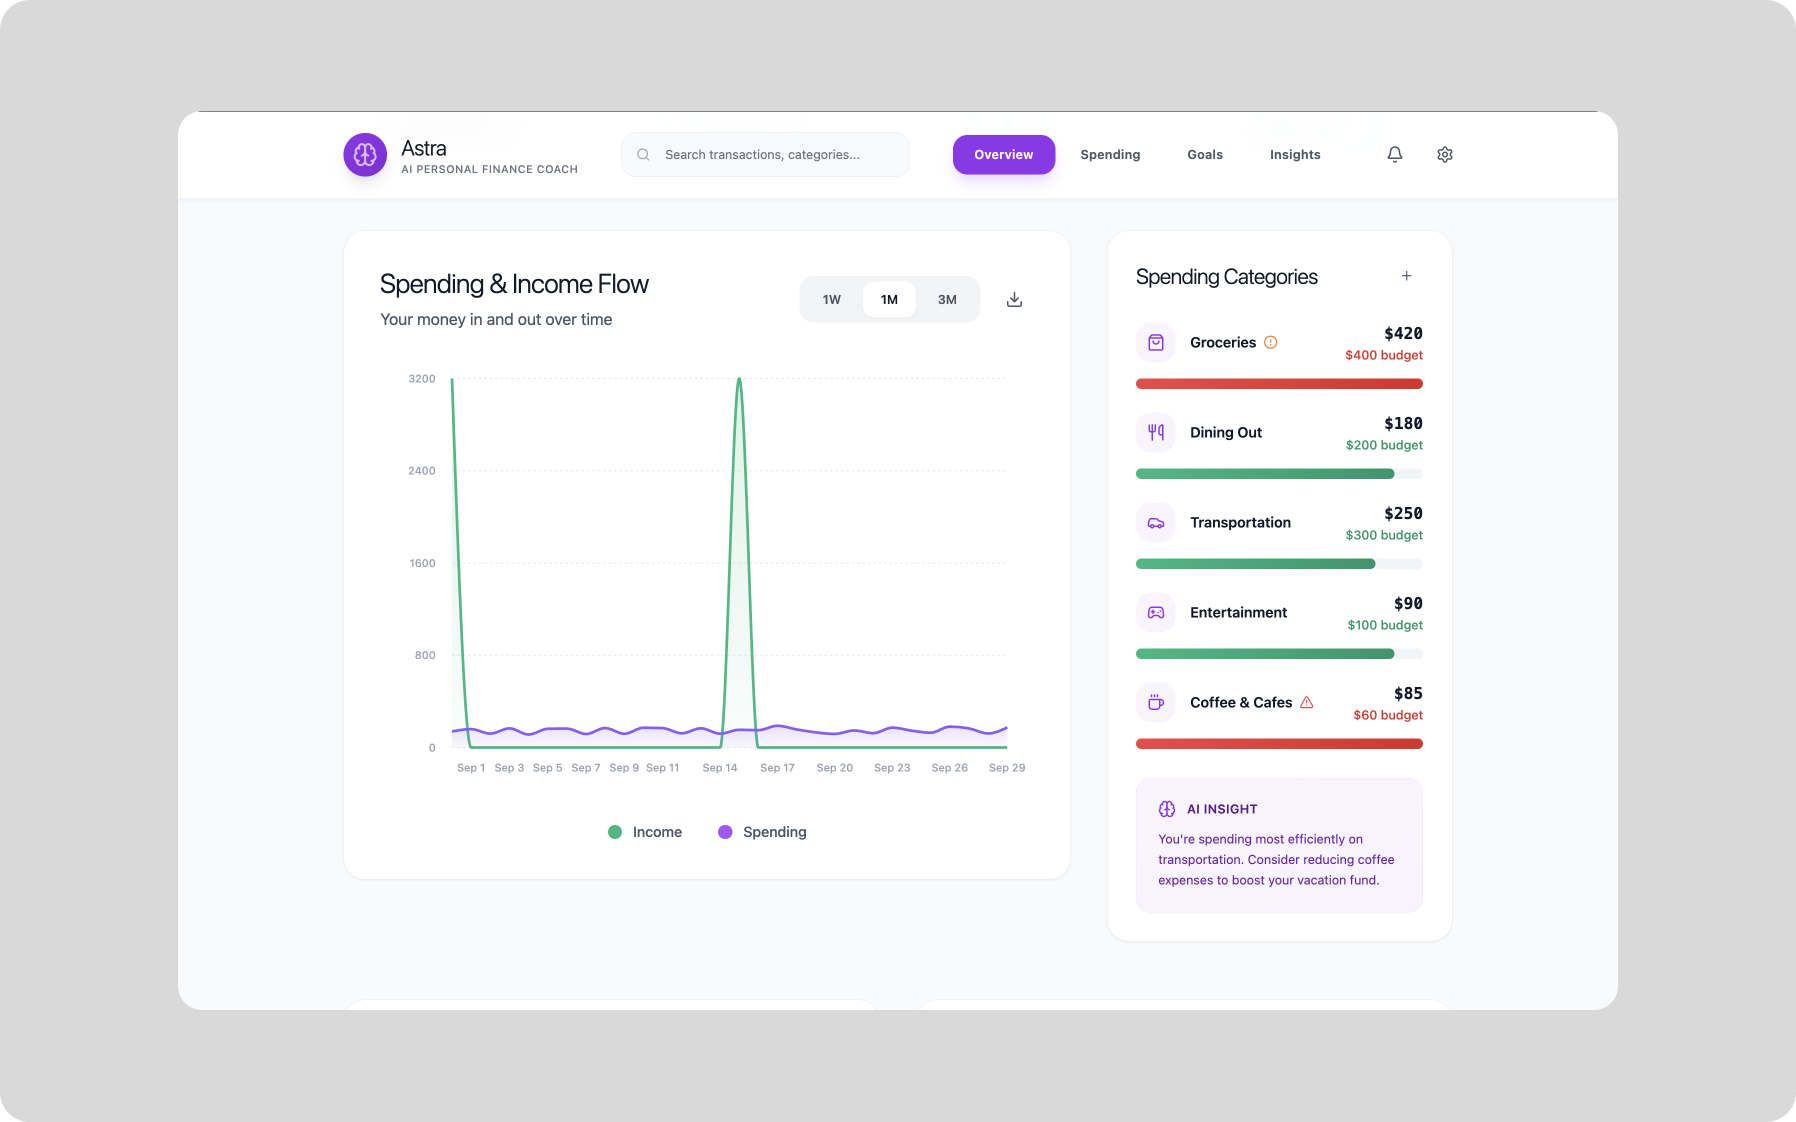 Astra
AI PERSONAL FINANCE COACH
Search transactions, categories...
Overview
Spending
Goals
Insights
Spending & Income Flow
Your money in and out over time
1W
1M
3M
3200
2400
1600
800
0
Sep 1
Sep 3
Sep 5
Sep 7
Sep 9
Sep 11
Sep 14
Sep 17
Sep 20
Sep 23
Sep 26
Sep 29
Income
Spending
Spending Categories
Groceries
$420
$400 budget
Dining Out
$180
$200 budget
Transportation
$250
$300 budget
Entertainment
$90
$100 budget
Coffee & Cafes
$85
$60 budget
AI INSIGHT
You're spending most efficiently on
transportation. Consider reducing coffee
expenses to boost your vacation fund.